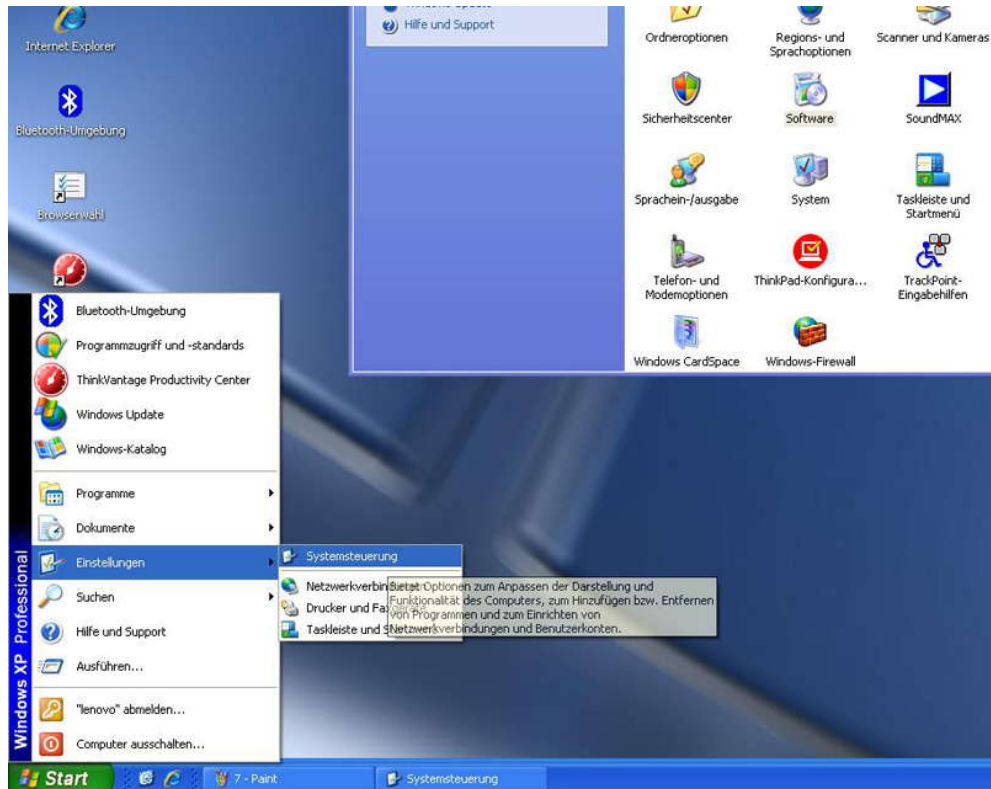 Internet Explorer
Bluetooth-Umgebung
Browserwahl
Hilfe und Support
Ordneroptionen
Regions- und
Sprachoptionen
Scanner und Kameras
Sicherheitscenter
Software
SoundMAX
Sprachein-/ausgabe
System
Taskleiste und
Startmenü
Telefon- und
Modemoptionen
ThinkPad-Konfigura...
TrackPoint-
Eingabehilfen
Windows CardSpace
Windows-Firewall
Windows XP Professional
Bluetooth-Umgebung
Programmzugriff und -standards
ThinkVantage Productivity Center
Windows Update
Windows-Katalog
Programme
Dokumente
Einstellungen
Suchen
Hilfe und Support
Ausführen...
"lenovo" abmelden...
Computer ausschalten...
Systemsteuerung
Drucker und
Taskleiste und
Bietet Optionen zum Anpassen der Darstellung und
Funktionalität des Computers, zum Hinzufügen bzw. Entfernen
von Programmen und zum Einrichten von
Netzwerkverbindungen und Benutzerkonten.
Start
7 - Paint
Systemsteuerung